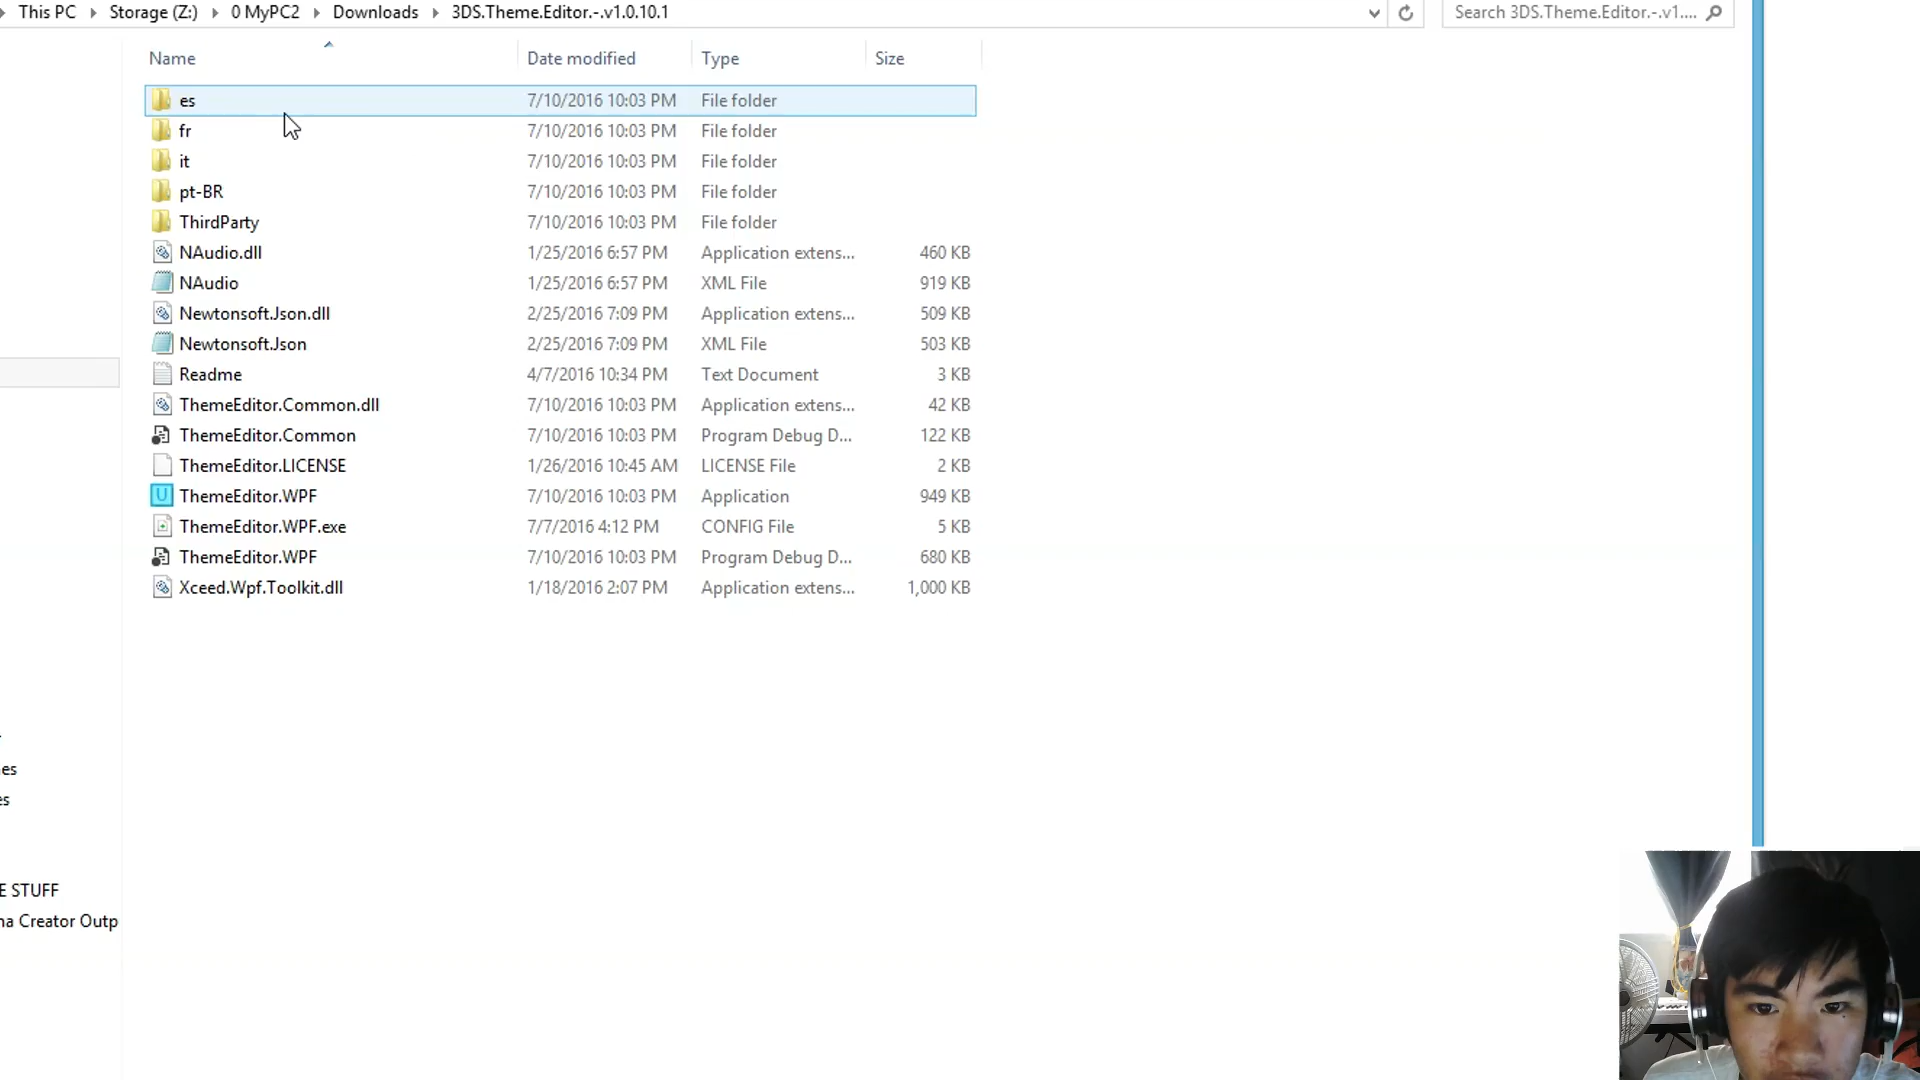 This PC Storage (Z:) 0 MyPC2 Downloads 3DS.Theme.Editor.-.v1.0.10.1 Search 3DS.Theme.Editor.-.v1....
Name Date modified Type Size
es 7/10/2016 10:03 PM File folder
fr 7/10/2016 10:03 PM File folder
it 7/10/2016 10:03 PM File folder
pt-BR 7/10/2016 10:03 PM File folder
ThirdParty 7/10/2016 10:03 PM File folder
NAudio.dll 1/25/2016 6:57 PM Application extens... 460 KB
NAudio 1/25/2016 6:57 PM XML File 919 KB
Newtonsoft.Json.dll 2/25/2016 7:09 PM Application extens... 509 KB
Newtonsoft.Json 2/25/2016 7:09 PM XML File 503 KB
Readme 4/7/2016 10:34 PM Text Document 3 KB
ThemeEditor.Common.dll 7/10/2016 10:03 PM Application extens... 42 KB
ThemeEditor.Common 7/10/2016 10:03 PM Program Debug D... 122 KB
ThemeEditor.LICENSE 1/26/2016 10:45 AM LICENSE File 2 KB
U ThemeEditor.WPF 7/10/2016 10:03 PM Application 949 KB
ThemeEditor.WPF.exe 7/7/2016 4:12 PM CONFIG File 5 KB
ThemeEditor.WPF 7/10/2016 10:03 PM Program Debug D... 680 KB
Xceed.Wpf.Toolkit.dll 1/18/2016 2:07 PM Application extens... 1,000 KB
es
es
E STUFF
na Creator Outp